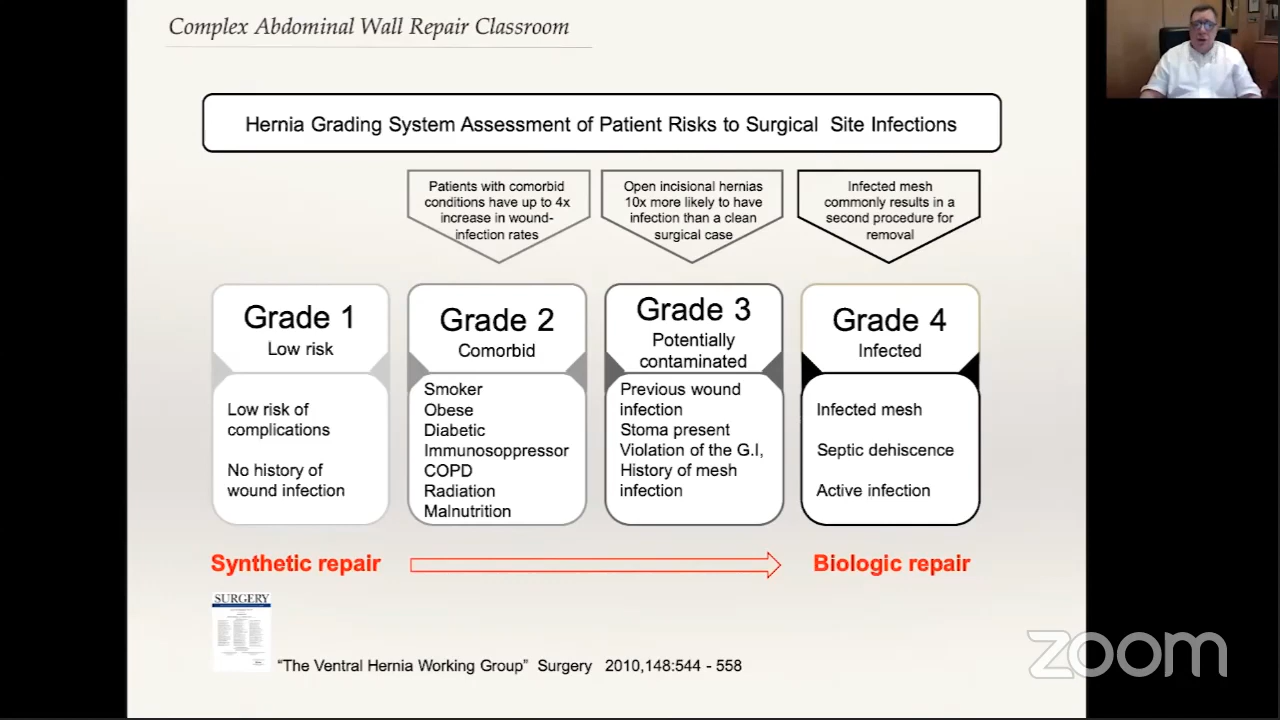 Complex Abdominal Wall Repair Classroom
Hernia Grading System Assessment of Patient Risks to Surgical Site Infections
Patients with comorbid
conditions have up to 4x
increase in wound-
infection rates
Open incisional hernias
10x more likely to have
infection than a clean
surgical case
Infected mesh
commonly results in a
second procedure for
removal
Grade 1
Low risk
Low risk of
complications
No history of
wound infection
Grade 2
Comorbid
Smoker
Obese
Diabetic
Immunosoppressor
COPD
Radiation
Malnutrition
Grade 3
Potentially
contaminated
Previous wound
infection
Stoma present
Violation of the G.I,
History of mesh
infection
Grade 4
Infected
Infected mesh
Septic dehiscence
Active infection
Synthetic repair
Biologic repair
SURGERY
“The Ventral Hernia Working Group” Surgery 2010,148:544 - 558
zoom